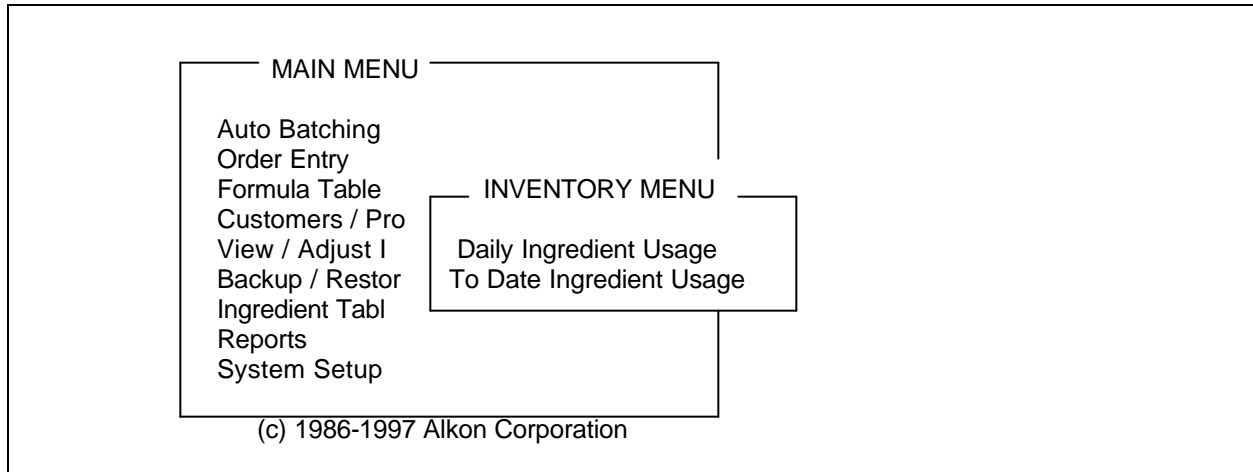 MAIN MENU
Auto Batching
Order Entry
Formula Table
Customers / Pro
View / Adjust I
Backup / Restor
Ingredient Tabl
Reports
System Setup
INVENTORY MENU
Daily Ingredient Usage
To Date Ingredient Usage
(c) 1986-1997 Alkon Corporation